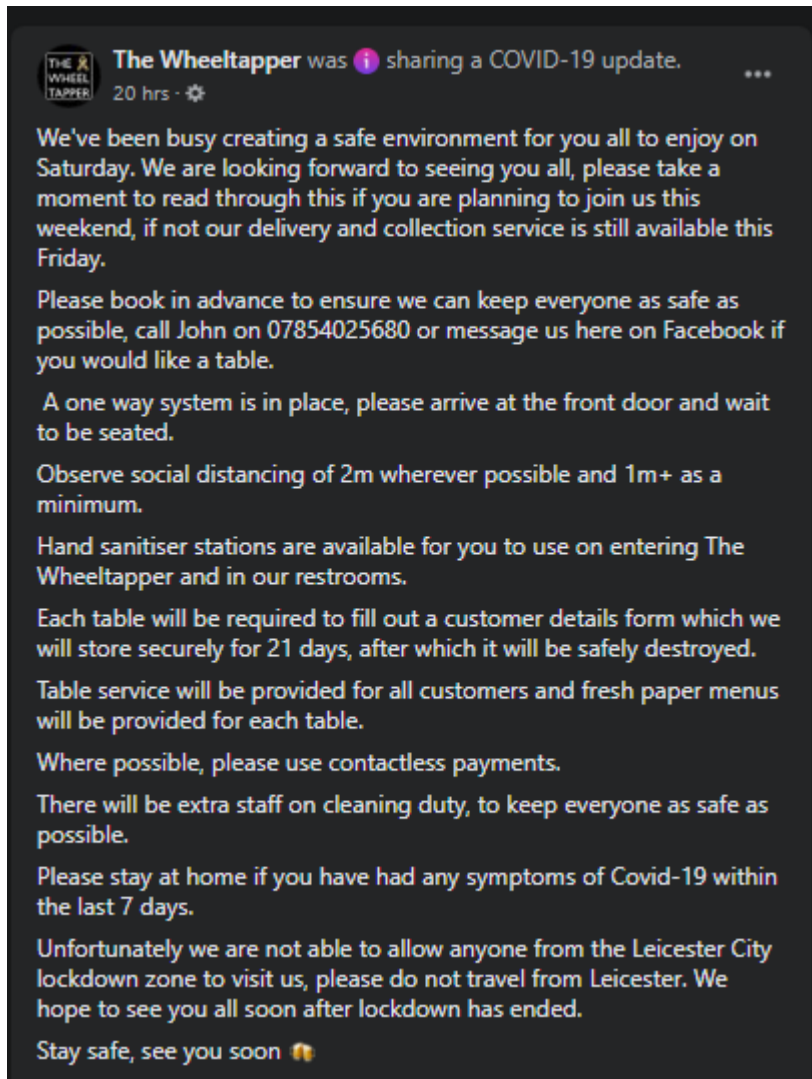 THE
WHEEL
TAPPER
The Wheeltapper was sharing a COVID-19 update.
20 hrs ·
We've been busy creating a safe environment for you all to enjoy on
Saturday. We are looking forward to seeing you all, please take a
moment to read through this if you are planning to join us this
weekend, if not our delivery and collection service is still available this
Friday.
Please book in advance to ensure we can keep everyone as safe as
possible, call John on 07854025680 or message us here on Facebook if
you would like a table.
A one way system is in place, please arrive at the front door and wait
to be seated.
Observe social distancing of 2m wherever possible and 1m+ as a
minimum.
Hand sanitiser stations are available for you to use on entering The
Wheeltapper and in our restrooms.
Each table will be required to fill out a customer details form which we
will store securely for 21 days, after which it will be safely destroyed.
Table service will be provided for all customers and fresh paper menus
will be provided for each table.
Where possible, please use contactless payments.
There will be extra staff on cleaning duty, to keep everyone as safe as
possible.
Please stay at home if you have had any symptoms of Covid-19 within
the last 7 days.
Unfortunately we are not able to allow anyone from the Leicester City
lockdown zone to visit us, please do not travel from Leicester. We
hope to see you all soon after lockdown has ended.
Stay safe, see you soon 🍻